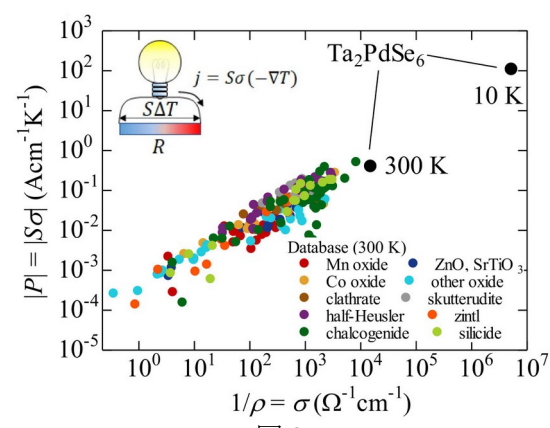 10³
10²
10¹
10⁰
10⁻¹
10⁻²
10⁻³
10⁻⁴
10⁻⁵
|P| = |Sσ| (Acm⁻¹K⁻¹)
j = Sσ(−∇T)
SΔT
R
Ta₂PdSe₆
10 K
300 K
Database (300 K)
Mn oxide
ZnO, SrTiO₃
Co oxide
other oxide
clathrate
skutterudite
half-Heusler
zintl
chalcogenide
silicide
10⁰ 10¹ 10² 10³ 10⁴ 10⁵ 10⁶ 10⁷
1/ρ = σ (Ω⁻¹cm⁻¹)